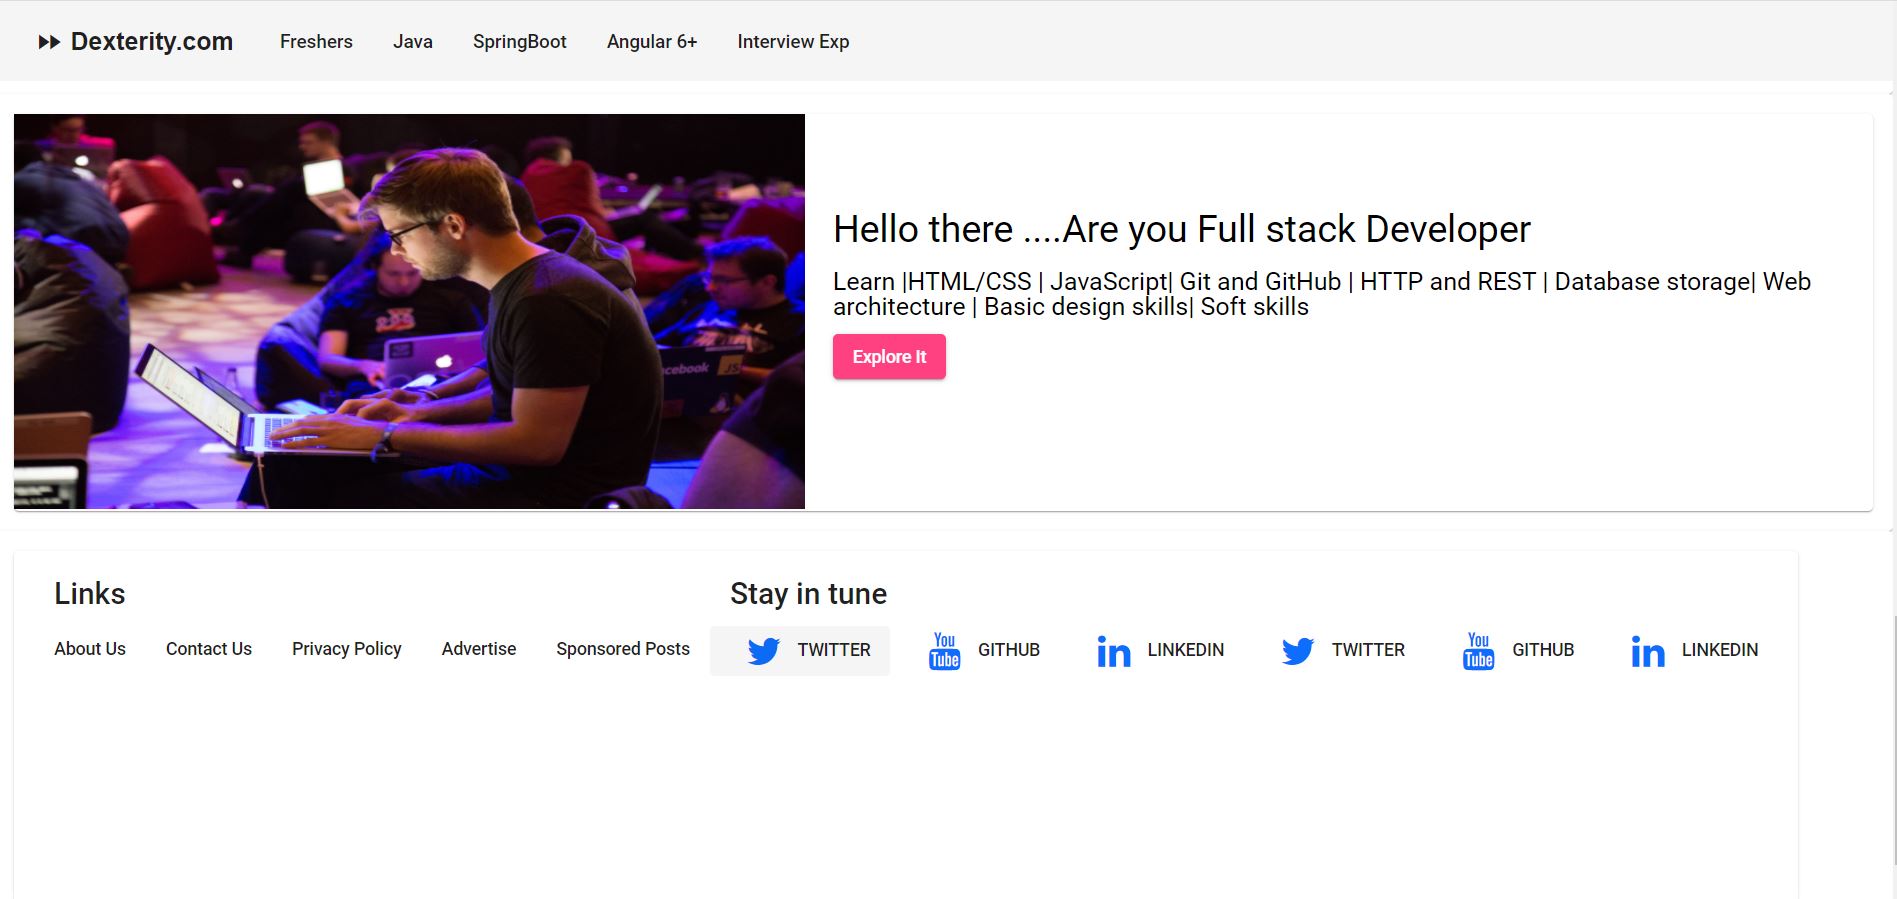 Dexterity.com Freshers Java SpringBoot Angular 6+ Interview Exp
Hello there ....Are you Full stack Developer
Learn |HTML/CSS | JavaScript| Git and GitHub | HTTP and REST | Database storage| Web
architecture | Basic design skills| Soft skills
Explore It
facebook JS
Links
Stay in tune
About Us Contact Us Privacy Policy Advertise Sponsored Posts
TWITTER You Tube GITHUB in LINKEDIN TWITTER You Tube GITHUB in LINKEDIN